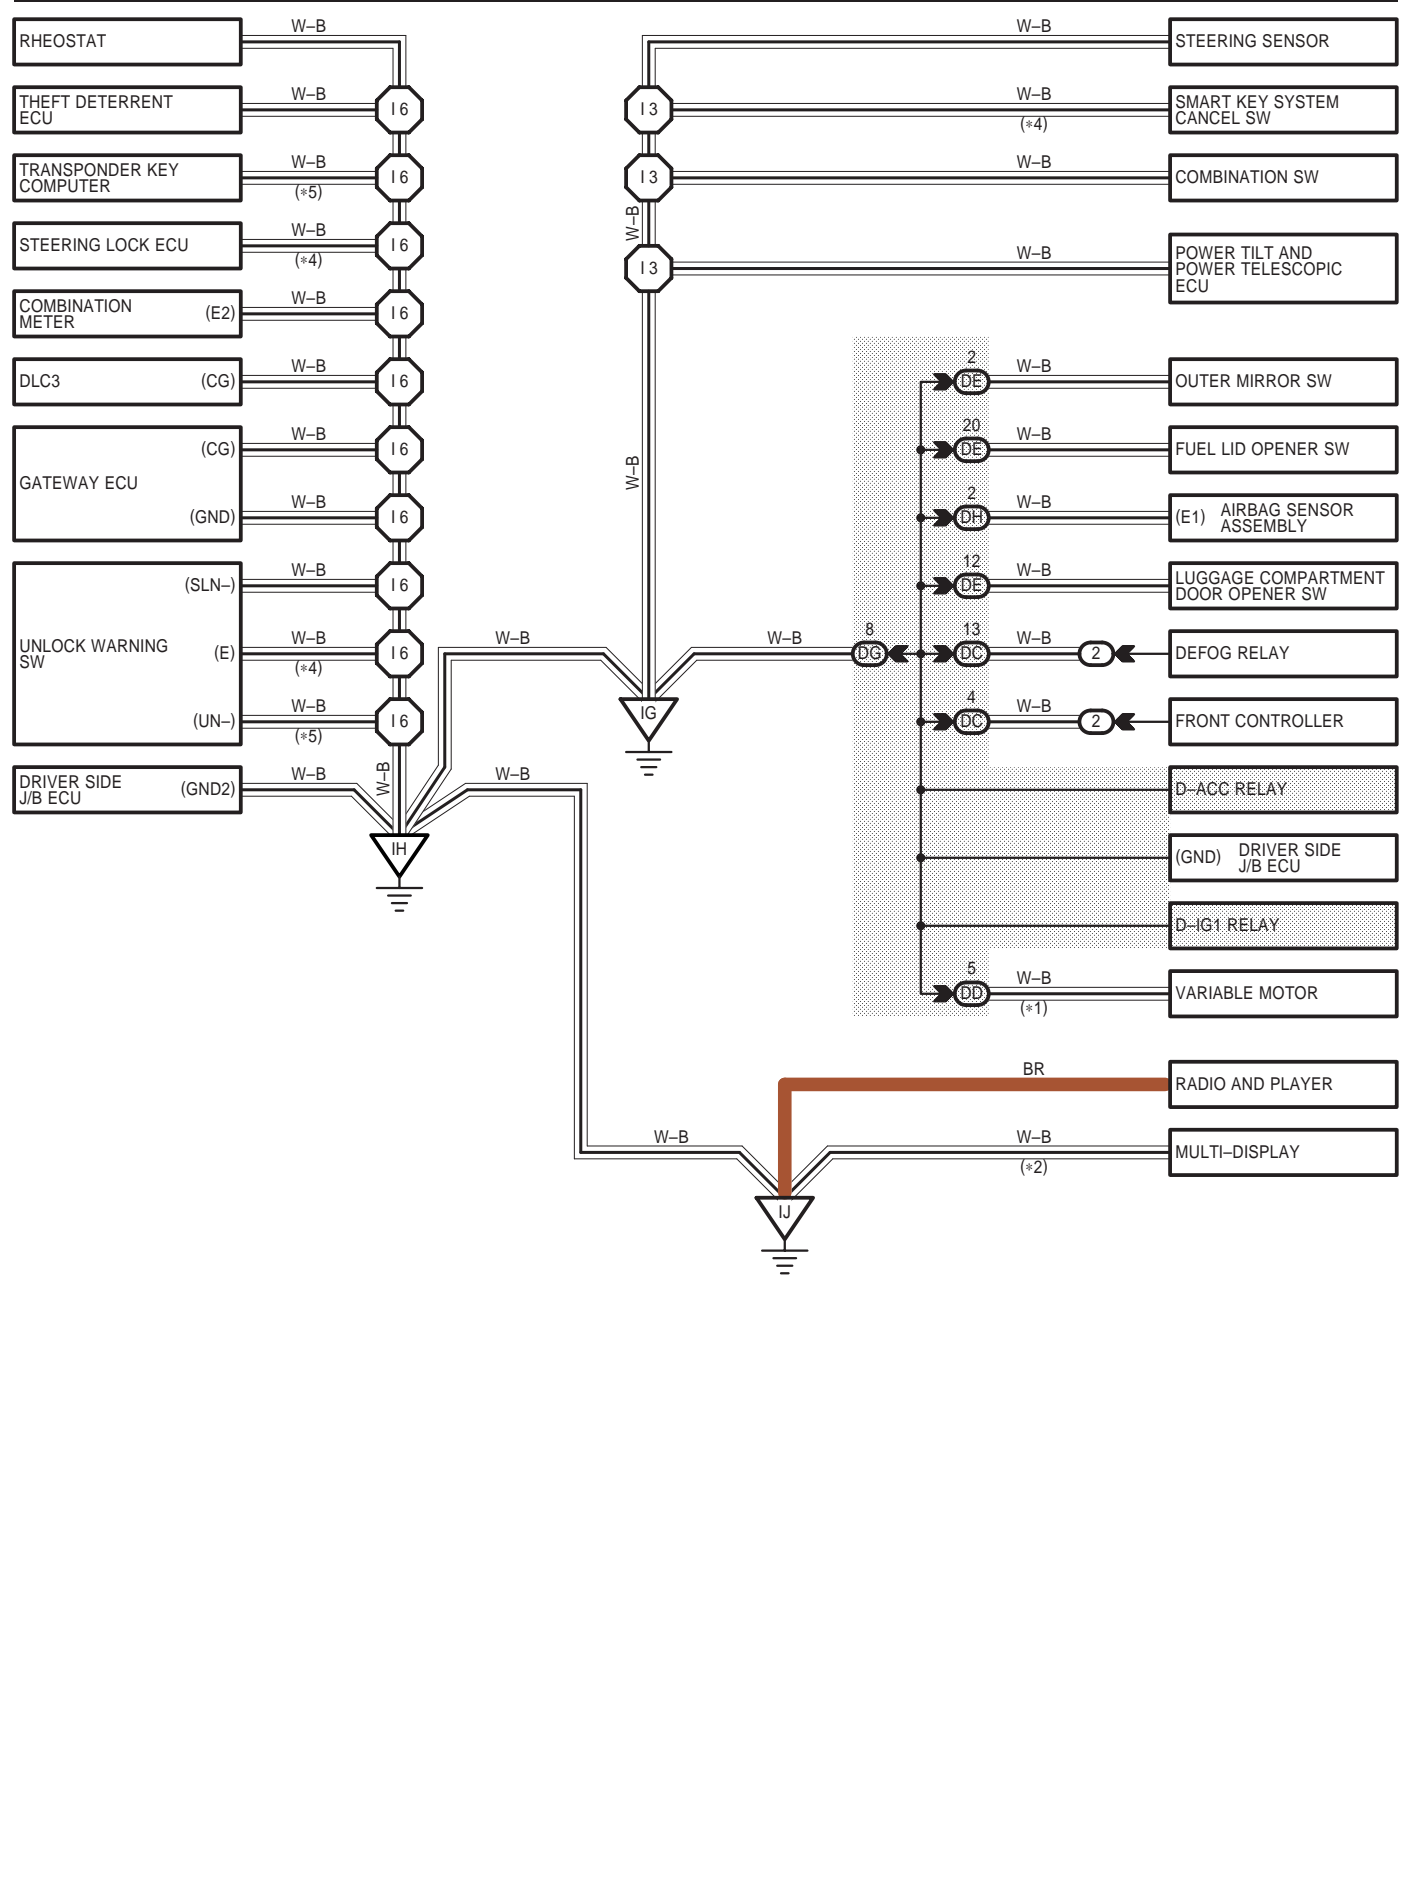 W–B
RHEOSTAT
W–B
THEFT DETERRENT
ECU
I 6
W–B
TRANSPONDER KEY
COMPUTER
(∗5)
I 6
W–B
STEERING LOCK ECU
(∗4)
I 6
W–B
COMBINATION
METER
(E2)
I 6
W–B
DLC3
(CG)
I 6
W–B
(CG)
I 6
GATEWAY ECU
W–B
(GND)
I 6
W–B
(SLN–)
I 6
UNLOCK WARNING
SW
W–B
(E)
(∗4)
I 6
W–B
(UN–)
(∗5)
I 6
W–B
DRIVER SIDE
J/B ECU
(GND2)
W–B
W–B
IH
W–B
W–B
W–B
STEERING SENSOR
I 3
W–B
(∗4)
SMART KEY SYSTEM
CANCEL SW
I 3
W–B
COMBINATION SW
W–B
I 3
W–B
POWER TILT AND
POWER TELESCOPIC
ECU
W–B
IG
W–B
8
DG
2
DE
W–B
OUTER MIRROR SW
20
DE
W–B
FUEL LID OPENER SW
2
DH
W–B
(E1)
AIRBAG SENSOR
ASSEMBLY
12
DE
W–B
LUGGAGE COMPARTMENT
DOOR OPENER SW
13
DC
W–B
2
DEFOG RELAY
4
DC
W–B
2
FRONT CONTROLLER
D–ACC RELAY
(GND)
DRIVER SIDE
J/B ECU
D–IG1 RELAY
5
DD
W–B
(∗1)
VARIABLE MOTOR
BR
RADIO AND PLAYER
W–B
W–B
(∗2)
MULTI–DISPLAY
IJ